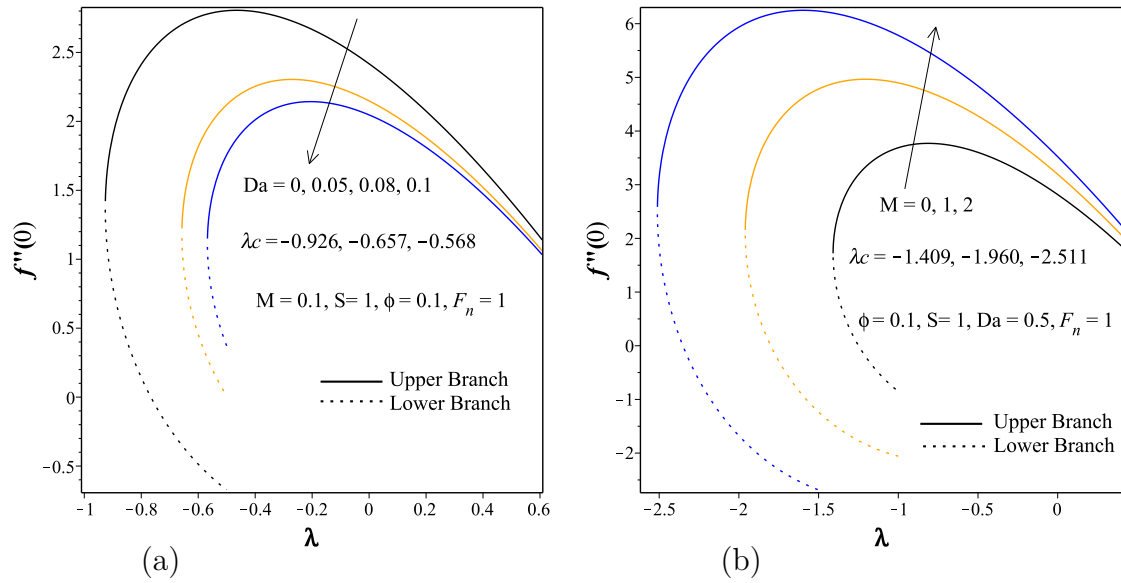 f"(0)
2.5
2
1.5
1
0.5
0
−0.5
Da = 0, 0.05, 0.08, 0.1
λc = −0.926, −0.657, −0.568
M = 0.1, S= 1, ϕ = 0.1, Fn = 1
Upper Branch
Lower Branch
−1 −0.8 −0.6 −0.4 −0.2 0 0.2 0.4 0.6
λ
(a)
f"(0)
6
5
4
3
2
1
0
−1
−2
M = 0, 1, 2
λc = −1.409, −1.960, −2.511
ϕ = 0.1, S= 1, Da = 0.5, Fn = 1
Upper Branch
Lower Branch
−2.5 −2 −1.5 −1 −0.5 0
λ
(b)